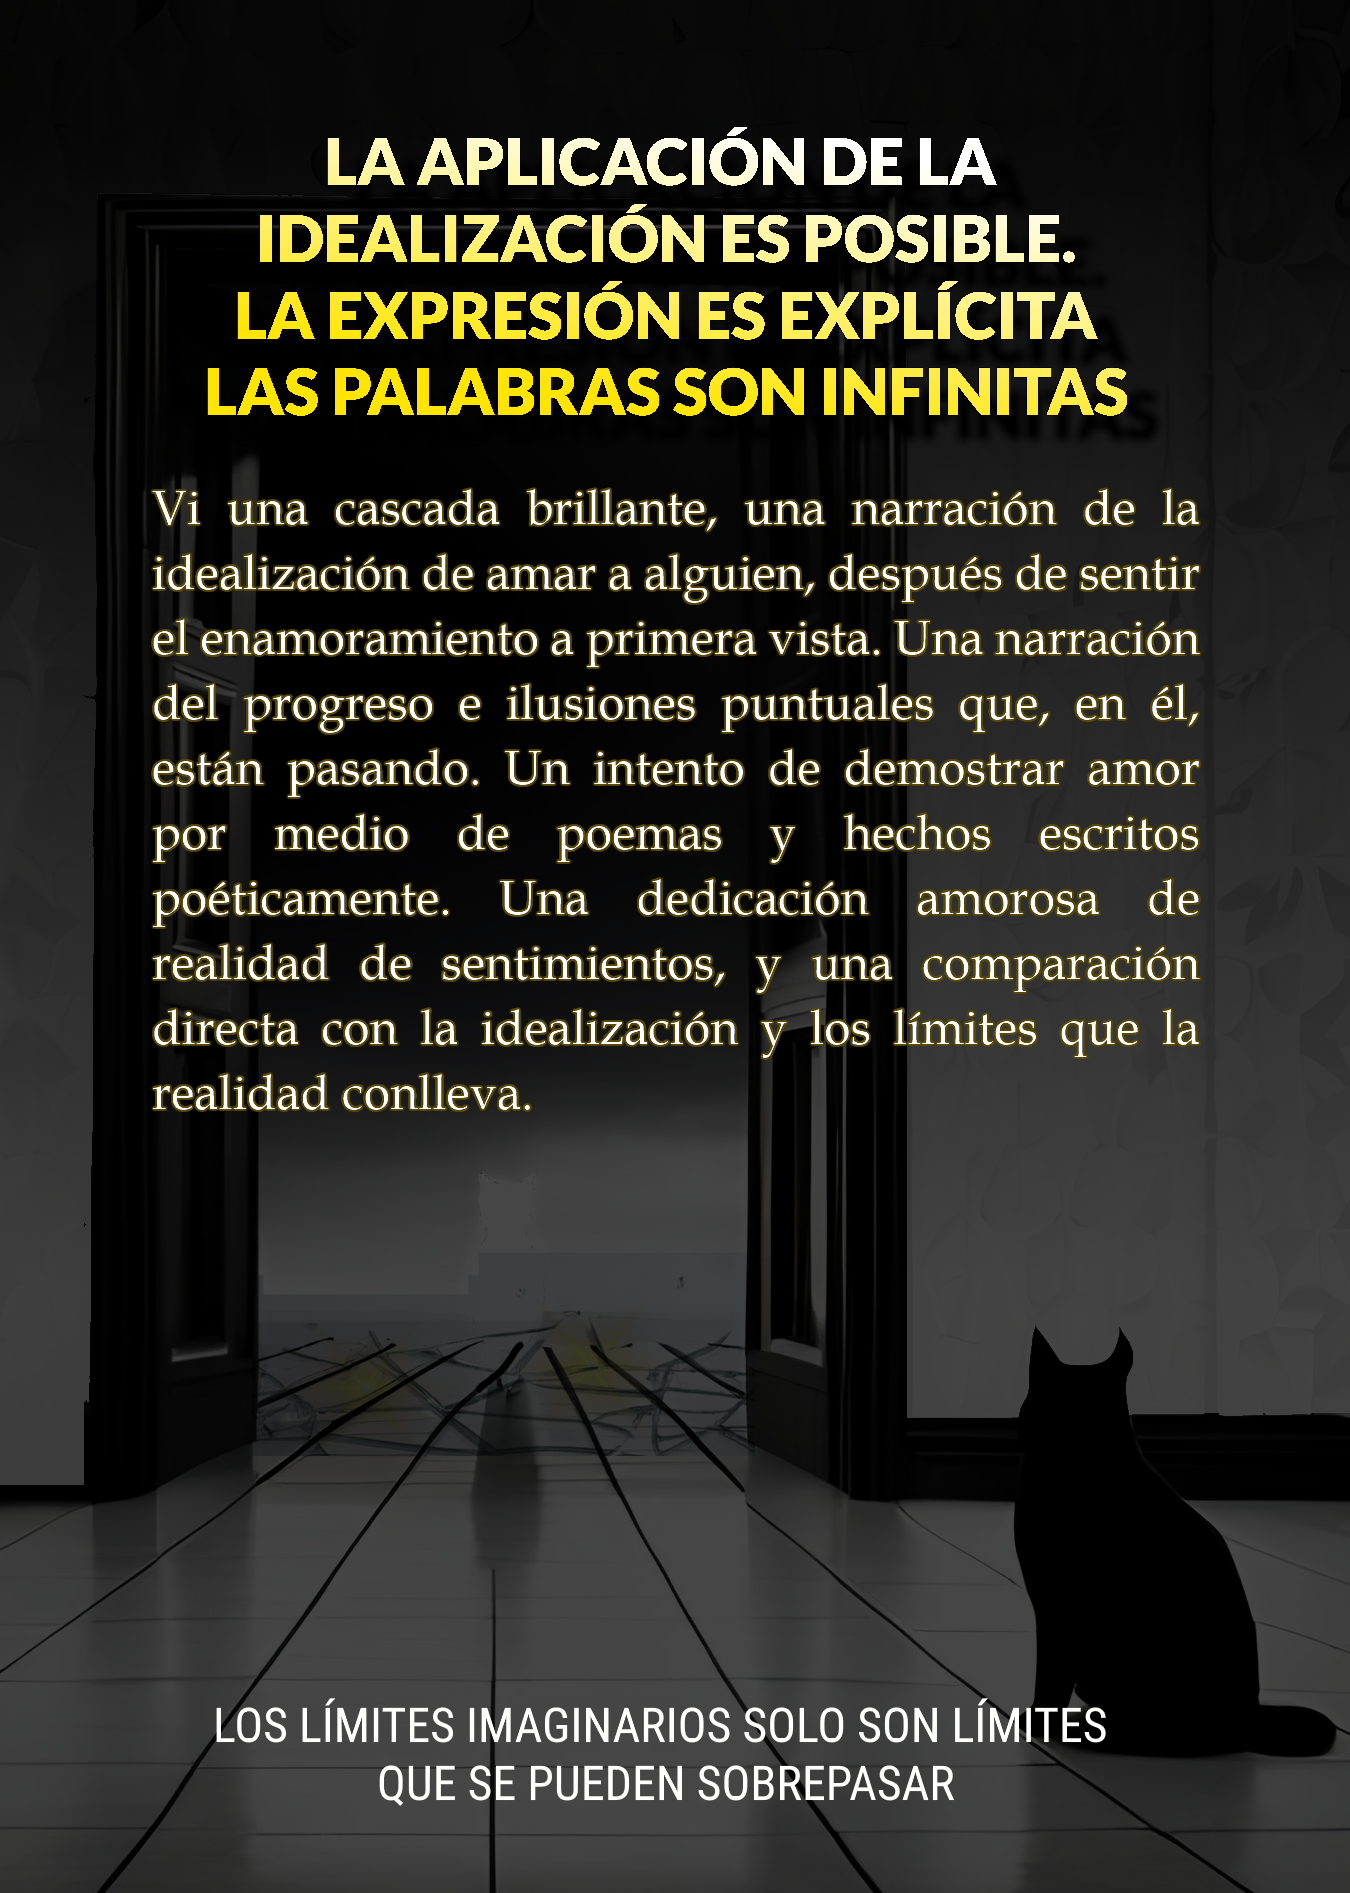 LA APLICACIÓN DE LA
IDEALIZACIÓN ES POSIBLE.
LA EXPRESIÓN ES EXPLÍCITA
LAS PALABRAS SON INFINITAS
Vi una cascada brillante, una narración de la
idealización de amar a alguien, después de sentir
el enamoramiento a primera vista. Una narración
del progreso e ilusiones puntuales que, en él,
están pasando. Un intento de demostrar amor
por medio de poemas y hechos escritos
poéticamente. Una dedicación amorosa de
realidad de sentimientos, y una comparación
directa con la idealización y los límites que la
realidad conlleva.
LOS LÍMITES IMAGINARIOS SOLO SON LÍMITES
QUE SE PUEDEN SOBREPASAR